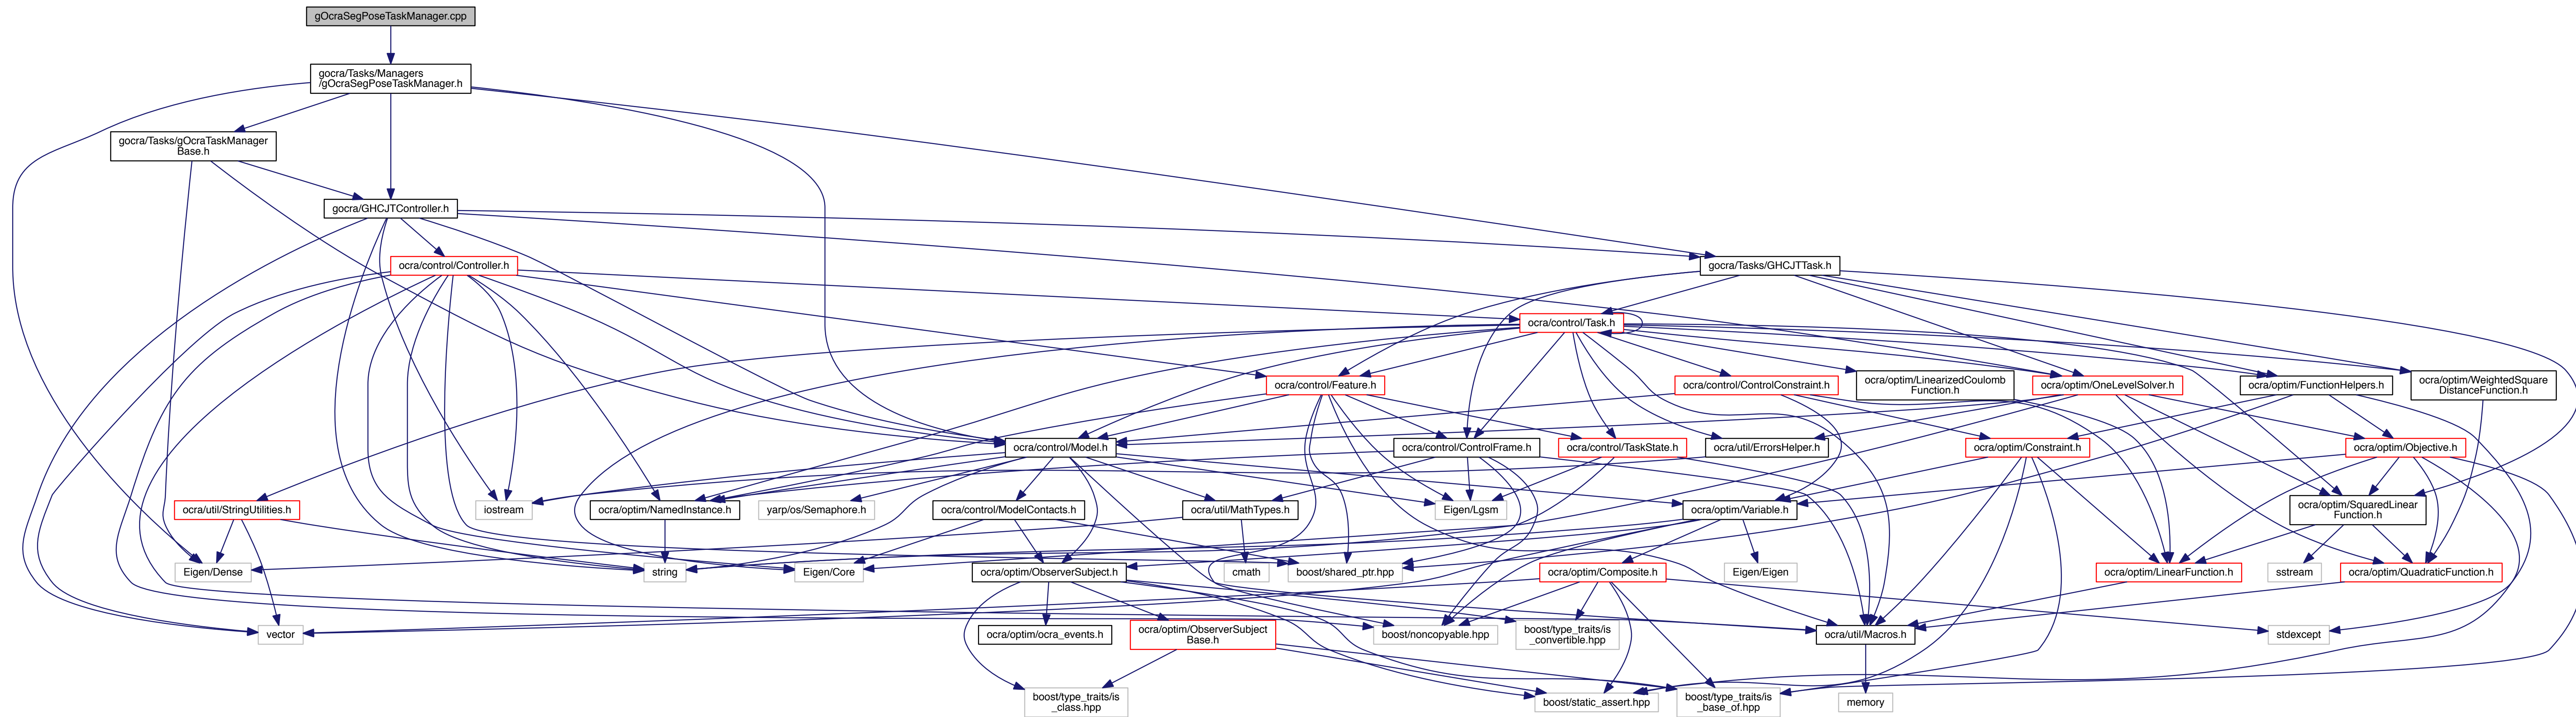 gOcraSegPoseTaskManager.cpp
gocra/Tasks/Managers
/gOcraSegPoseTaskManager.h
gocra/Tasks/gOcraTaskManager
Base.h
gocra/GHCJTController.h
ocra/control/Controller.h
gocra/Tasks/GHCJTTask.h
ocra/control/Task.h
ocra/control/Feature.h
ocra/control/ControlConstraint.h
ocra/optim/LinearizedCoulomb
Function.h
ocra/optim/OneLevelSolver.h
ocra/optim/FunctionHelpers.h
ocra/optim/WeightedSquare
DistanceFunction.h
ocra/control/Model.h
ocra/control/ControlFrame.h
ocra/control/TaskState.h
ocra/util/ErrorsHelper.h
ocra/optim/Constraint.h
ocra/optim/Objective.h
ocra/util/StringUtilities.h
iostream
ocra/optim/NamedInstance.h
yarp/os/Semaphore.h
ocra/control/ModelContacts.h
ocra/util/MathTypes.h
Eigen/Lgsm
ocra/optim/Variable.h
ocra/optim/SquaredLinear
Function.h
Eigen/Dense
string
Eigen/Core
ocra/optim/ObserverSubject.h
cmath
boost/shared_ptr.hpp
ocra/optim/Composite.h
Eigen/Eigen
ocra/optim/LinearFunction.h
sstream
ocra/optim/QuadraticFunction.h
vector
ocra/optim/ocra_events.h
ocra/optim/ObserverSubject
Base.h
boost/noncopyable.hpp
boost/type_traits/is
_convertible.hpp
ocra/util/Macros.h
stdexcept
boost/type_traits/is
_class.hpp
boost/static_assert.hpp
boost/type_traits/is
_base_of.hpp
memory